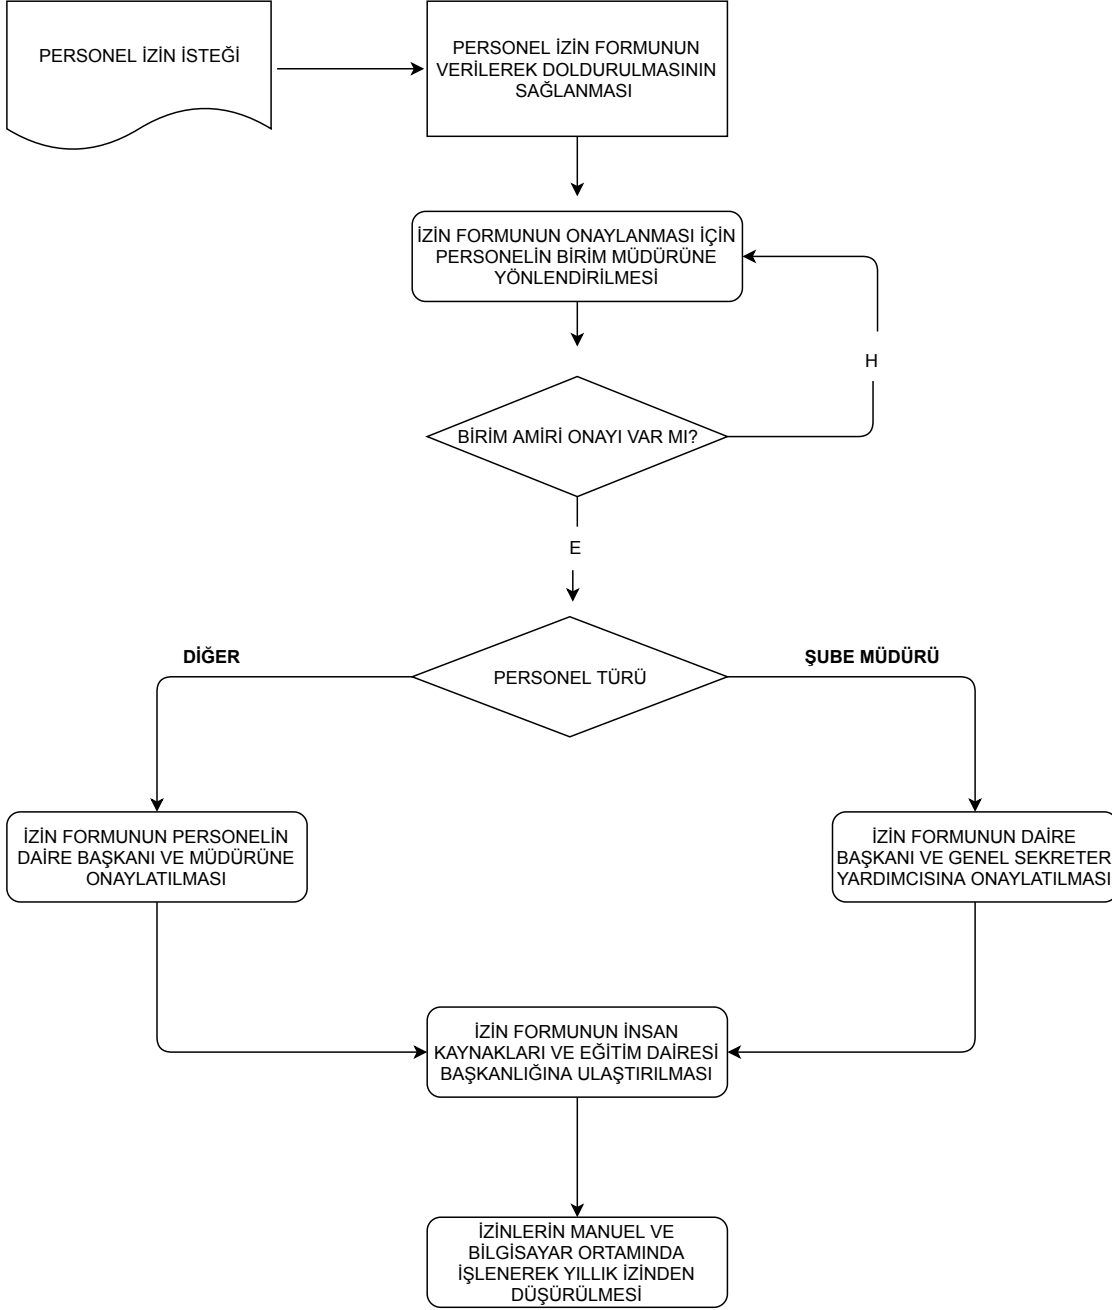 PERSONEL İZİN İSTEĞİ
PERSONEL İZİN FORMUNUN
VERİLEREK DOLDURULMASININ
SAĞLANMASI
İZİN FORMUNUN ONAYLANMASI İÇİN
PERSONELİN BİRİM MÜDÜRÜNE
YÖNLENDİRİLMESİ
H
BİRİM AMİRİ ONAYI VAR MI?
E
DİĞER
ŞUBE MÜDÜRÜ
PERSONEL TÜRÜ
İZİN FORMUNUN PERSONELİN
DAİRE BAŞKANI VE MÜDÜRÜNE
ONAYLATILMASI
İZİN FORMUNUN DAİRE
BAŞKANI VE GENEL SEKRETER
YARDIMCISINA ONAYLATILMASI
İZİN FORMUNUN İNSAN
KAYNAKLARI VE EĞİTİM DAİRESİ
BAŞKANLIĞINA ULAŞTIRILMASI
İZİNLERİN MANUEL VE
BİLGİSAYAR ORTAMINDA
İŞLENEREK YILLIK İZİNDEN
DÜŞÜRÜLMESİ